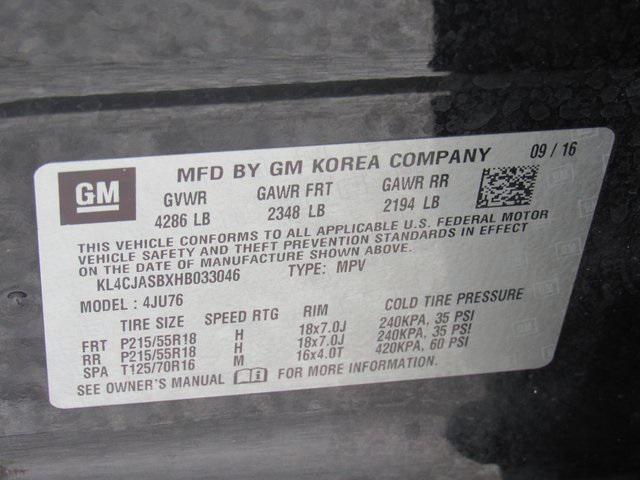 GM
MFD BY GM KOREA COMPANY 09 / 16
GVWR GAWR FRT GAWR RR
4286 LB 2348 LB 2194 LB
THIS VEHICLE CONFORMS TO ALL APPLICABLE U.S. FEDERAL MOTOR
VEHICLE SAFETY AND THEFT PREVENTION STANDARDS IN EFFECT
ON THE DATE OF MANUFACTURE SHOWN ABOVE.
KL4CJASBXHB033046 TYPE: MPV
MODEL : 4JU76
TIRE SIZE SPEED RTG RIM COLD TIRE PRESSURE
FRT P215/55R18 H 18x7.0J 240KPA, 35 PSI
RR P215/55R18 H 18x7.0J 240KPA, 35 PSI
SPA T125/70R16 M 16x4.0T 420KPA, 60 PSI
SEE OWNER'S MANUAL FOR MORE INFORMATION.